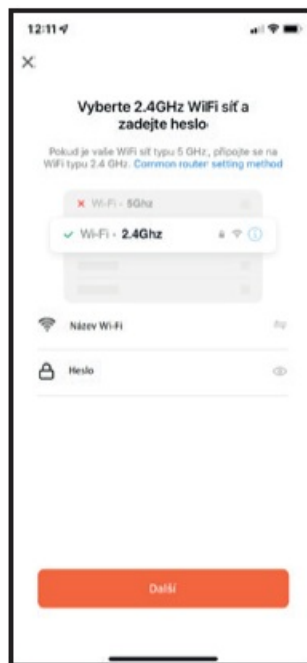 12:11
Vyberte 2.4GHz WiFi síť a
zadejte heslo
Pokud je vaše WiFi síť typu 5 GHz, připojte se na
WiFi typu 2.4 GHz. Common router setting method
Wi-Fi - 5Ghz
Wi-Fi - 2.4Ghz
Název Wi-Fi
Heslo
Další